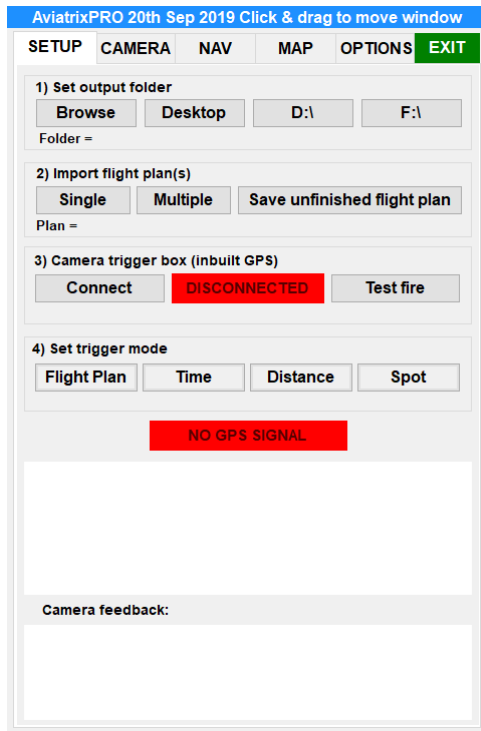 AviatrixPRO 20th Sep 2019 Click & drag to move window
SETUP CAMERA NAV MAP OPTIONS EXIT
1) Set output folder
Browse Desktop D:\ F:\
Folder =
2) Import flight plan(s)
Single Multiple Save unfinished flight plan
Plan =
3) Camera trigger box (inbuilt GPS)
Connect DISCONNECTED Test fire
4) Set trigger mode
Flight Plan Time Distance Spot
NO GPS SIGNAL
Camera feedback: